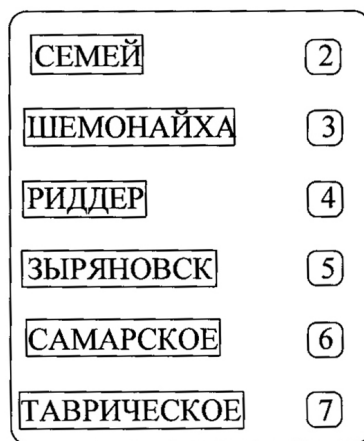 СЕМЕЙ 2
ШЕМОНАЙХА 3
РИДДЕР 4
ЗЫРЯНОВСК 5
САМАРСКОЕ 6
ТАВРИЧЕСКОЕ 7